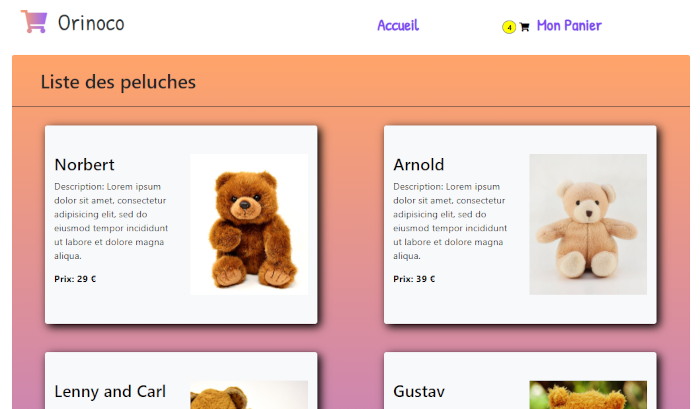 Orinoco
Accueil
4
Mon Panier
Liste des peluches
Norbert
Description: Lorem ipsum
dolor sit amet, consectetur
adipisicing elit, sed do
eiusmod tempor incididunt
ut labore et dolore magna
aliqua.
Prix: 29 €
Arnold
Description: Lorem ipsum
dolor sit amet, consectetur
adipisicing elit, sed do
eiusmod tempor incididunt
ut labore et dolore magna
aliqua.
Prix: 39 €
Lenny and Carl
Gustav